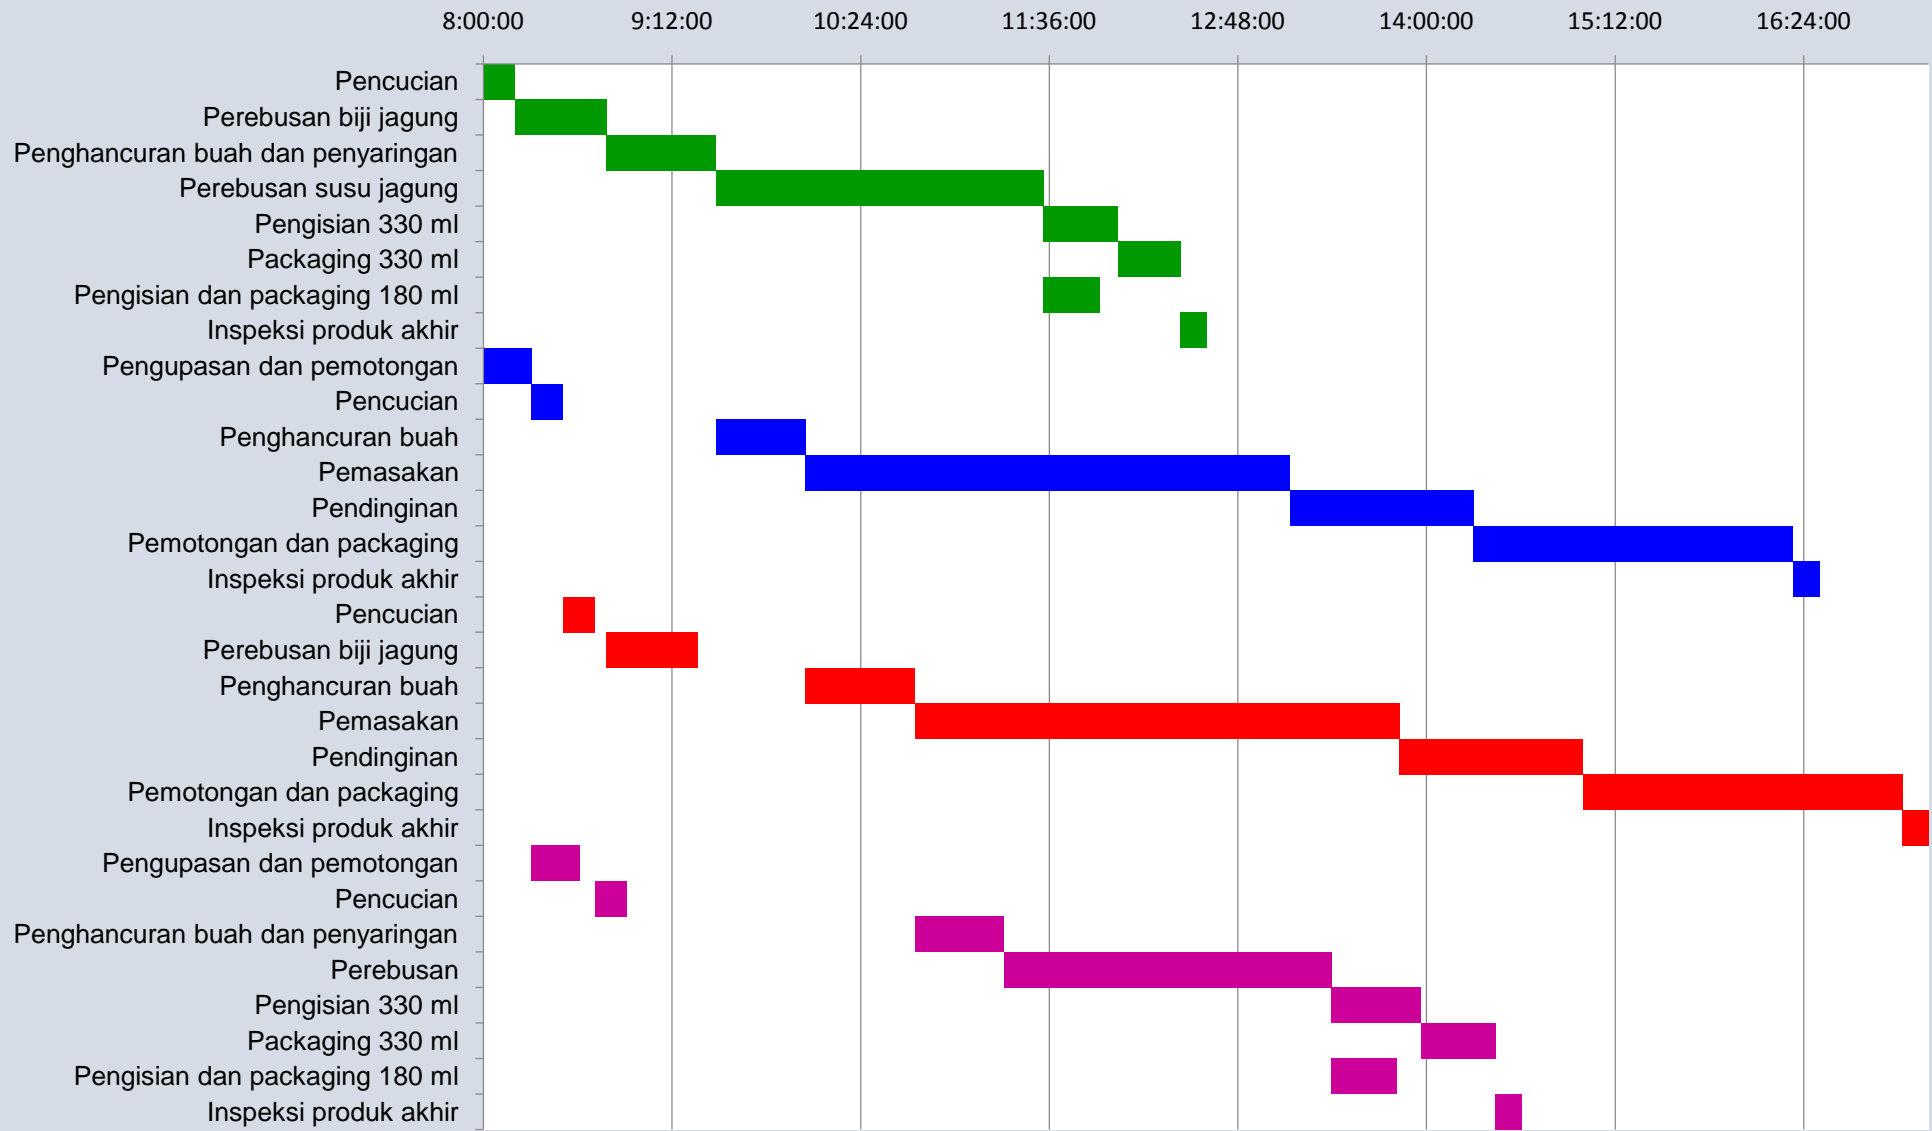 8:00:00 9:12:00 10:24:00 11:36:00 12:48:00 14:00:00 15:12:00 16:24:00
Pencucian
Perebusan biji jagung
Penghancuran buah dan penyaringan
Perebusan susu jagung
Pengisian 330 ml
Packaging 330 ml
Pengisian dan packaging 180 ml
Inspeksi produk akhir
Pengupasan dan pemotongan
Pencucian
Penghancuran buah
Pemasakan
Pendinginan
Pemotongan dan packaging
Inspeksi produk akhir
Pencucian
Perebusan biji jagung
Penghancuran buah
Pemasakan
Pendinginan
Pemotongan dan packaging
Inspeksi produk akhir
Pengupasan dan pemotongan
Pencucian
Penghancuran buah dan penyaringan
Perebusan
Pengisian 330 ml
Packaging 330 ml
Pengisian dan packaging 180 ml
Inspeksi produk akhir